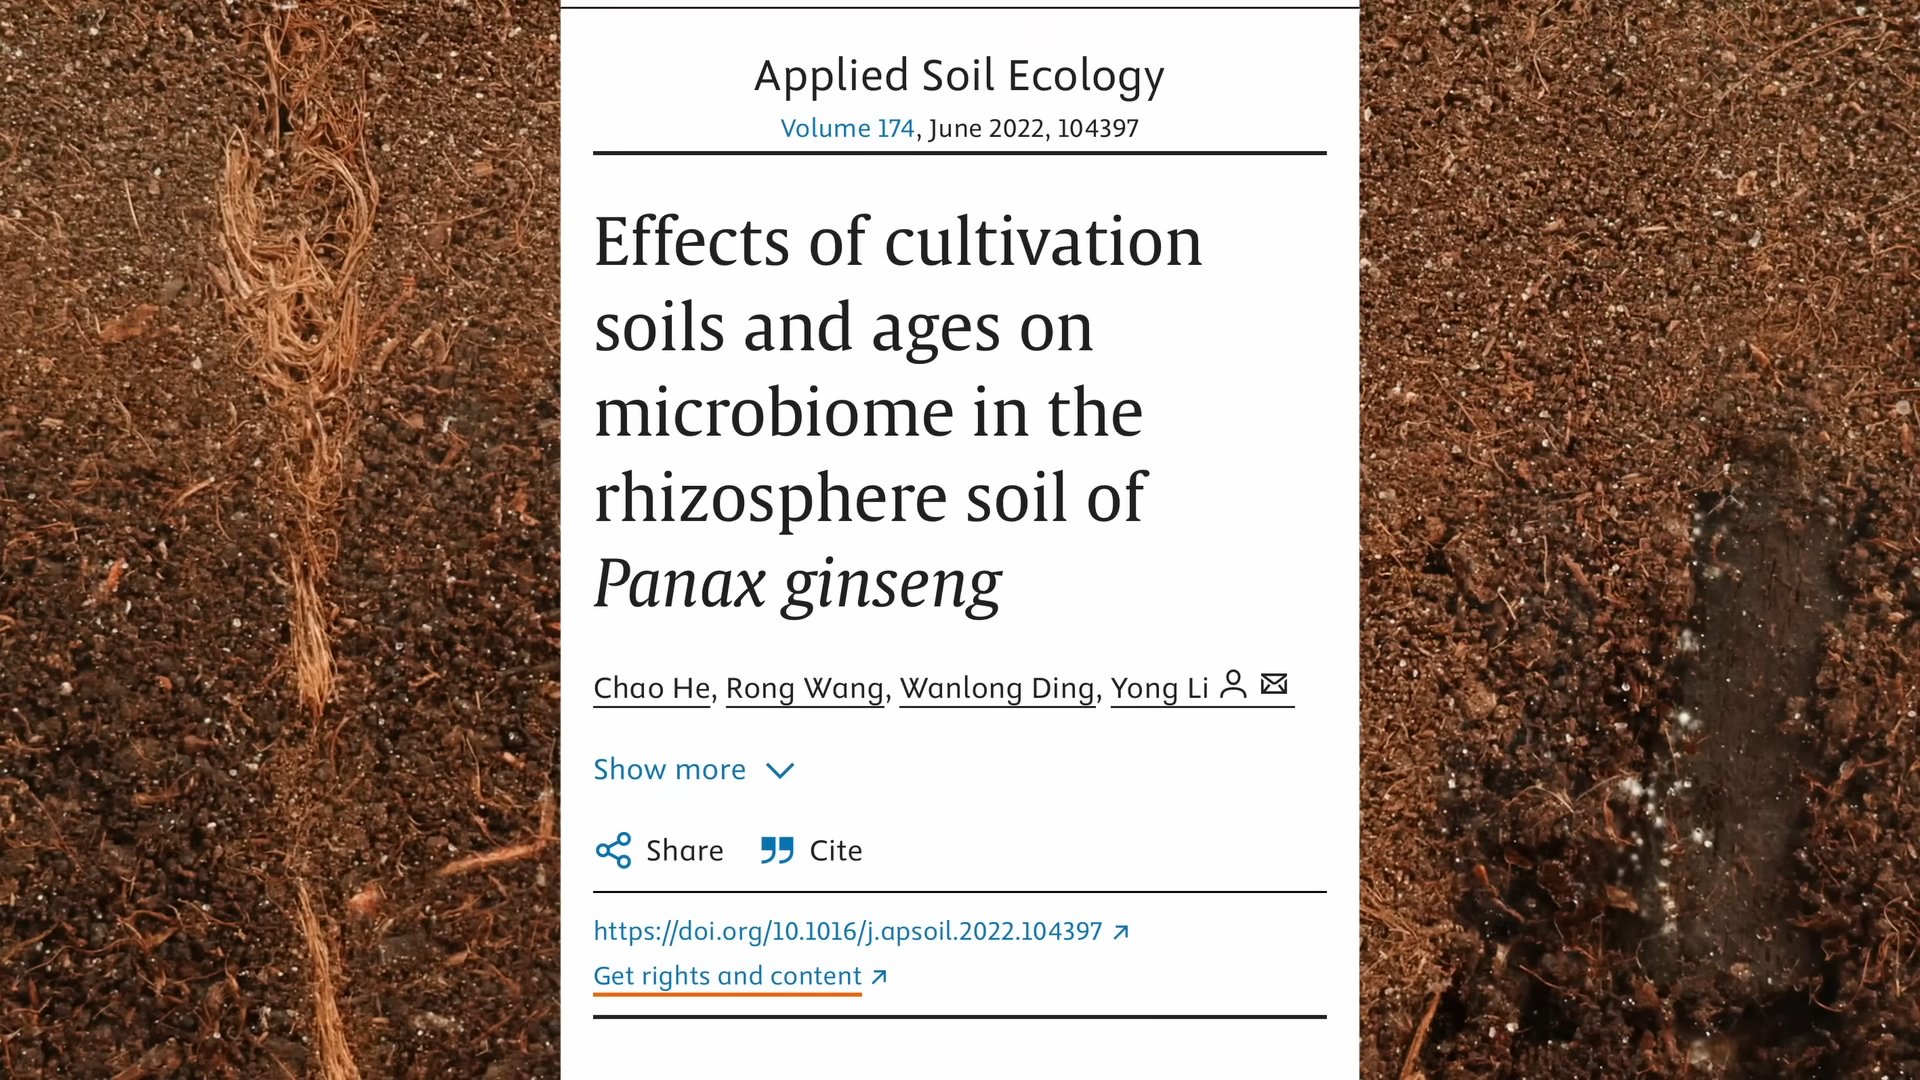 Applied Soil Ecology
Volume 174, June 2022, 104397
Effects of cultivation
soils and ages on
microbiome in the
rhizosphere soil of
Panax ginseng
Chao He, Rong Wang, Wanlong Ding, Yong Li
Show more
Share Cite
https://doi.org/10.1016/j.apsoil.2022.104397
Get rights and content